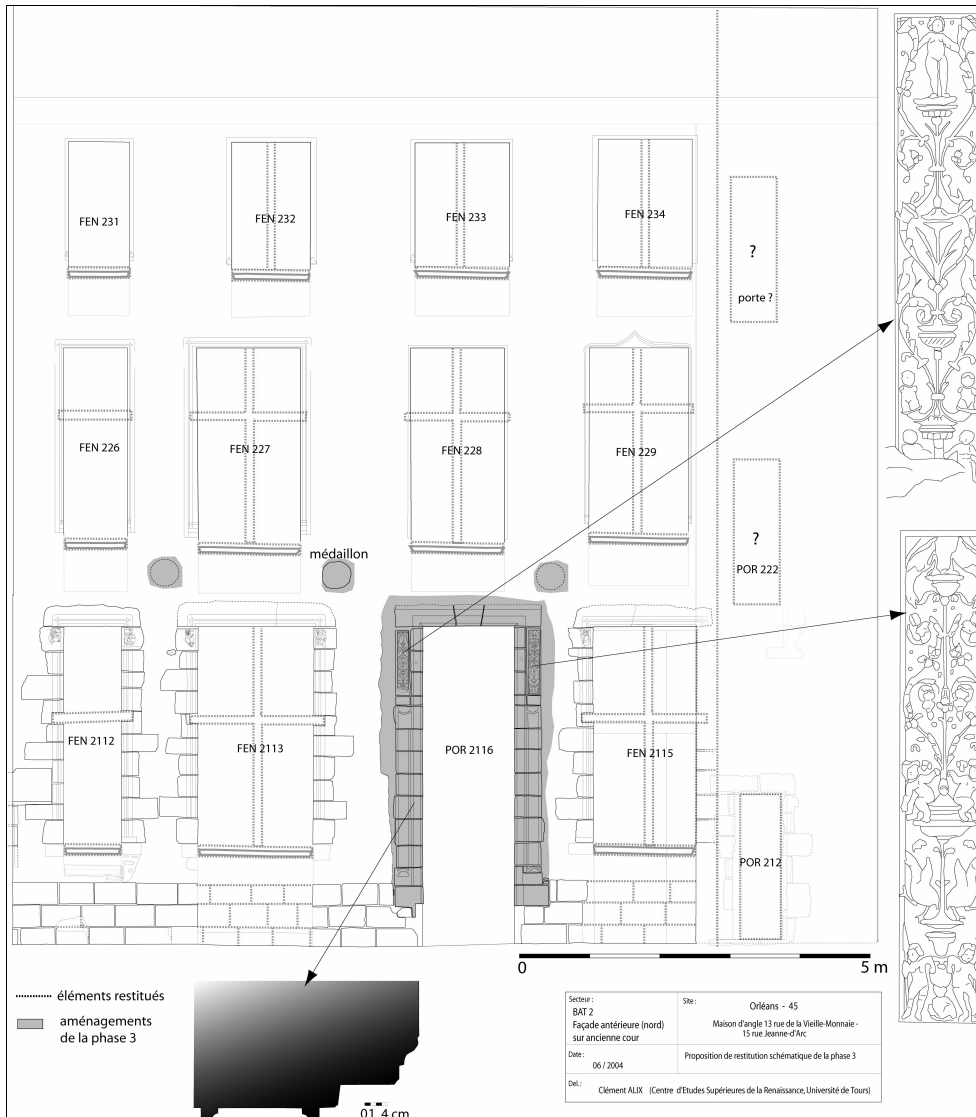 FEN 231
FEN 232
FEN 233
FEN 234
?
porte ?
FEN 226
FEN 227
FEN 228
FEN 229
?
POR 222
médaillon
FEN 2112
FEN 2113
POR 2116
FEN 2115
POR 212
0
5 m
éléments restitués
aménagements
de la phase 3
01 4 cm
Secteur :
BAT 2
Façade antérieure (nord)
sur ancienne cour
Site :
Orléans - 45
Maison d'angle 13 rue de la Vieille-Monnaie -
15 rue Jeanne-d'Arc
Date :
06 / 2004
Proposition de restitution schématique de la phase 3
Del. :
Clément ALIX (Centre d'Etudes Supérieures de la Renaissance, Université de Tours)